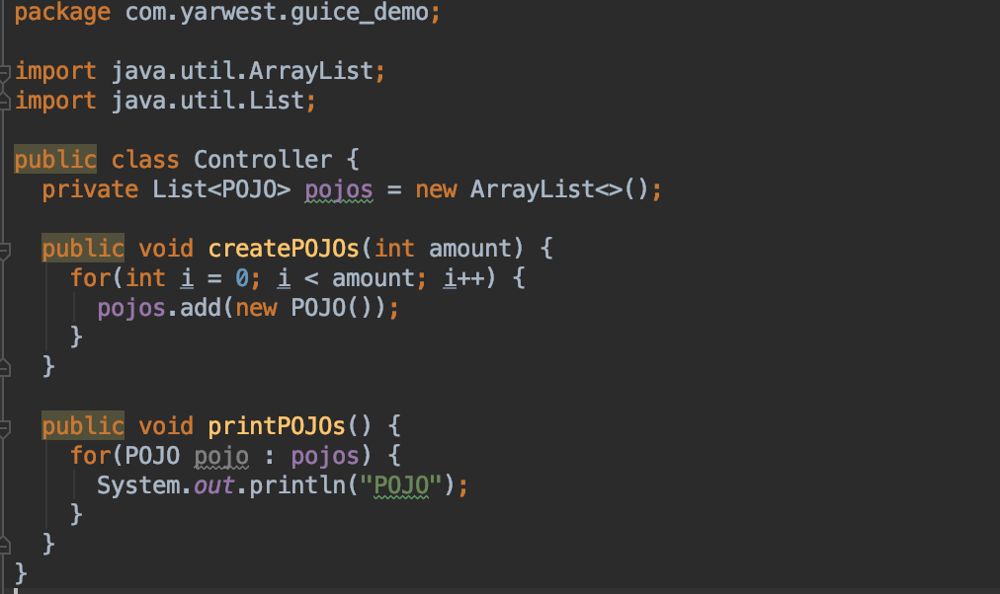 package com.yarwest.guice_demo;
import java.util.ArrayList;
import java.util.List;
public class Controller {
private List<POJO> pojos = new ArrayList<>();
public void createPOJOs(int amount) {
for(int i = 0; i < amount; i++) {
pojos.add(new POJO());
}
}
public void printPOJOs() {
for(POJO pojo : pojos) {
System.out.println("POJO");
}
}
}